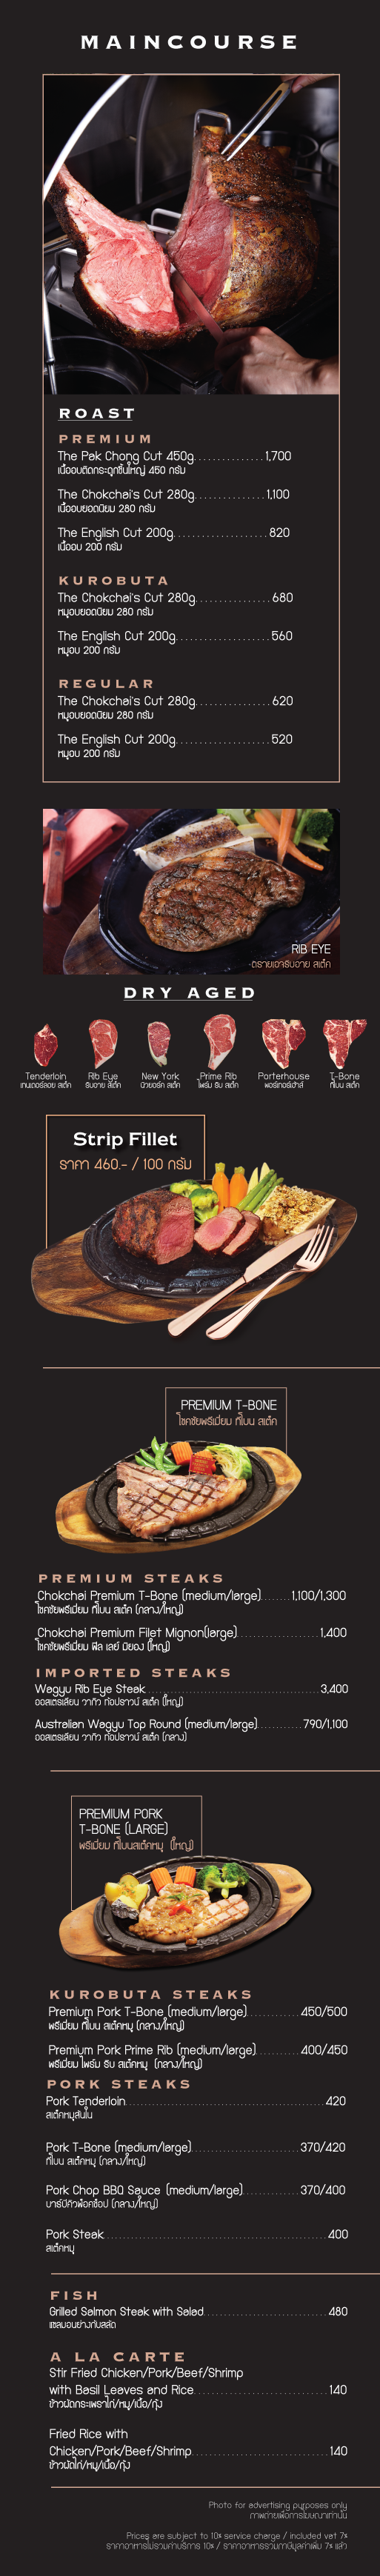 MAINCOURSE
ROAST
PREMIUM
The Pak Chong Cut 450g...............1,700
เนื้ออบติดกระดูกชิ้นใหญ่ 450 กรัม
The Chokchai's Cut 280g...............1,100
เนื้ออบยอดนิยม 280 กรัม
The English Cut 200g....................820
เนื้ออบ 200 กรัม
KUROBUTA
The Chokchai's Cut 280g................680
หมูอบยอดนิยม 280 กรัม
The English Cut 200g....................560
หมูอบ 200 กรัม
REGULAR
The Chokchai's Cut 280g................620
หมูอบยอดนิยม 280 กรัม
The English Cut 200g....................520
หมูอบ 200 กรัม
RIB EYE
ดรายเอจริบอาย สเต็ก
DRY AGED
Tenderloin Rib Eye New York Prime Rib Porterhouse T-Bone
เทนเดอร์ลอย สเต็ก ริบอาย สเต็ก นิวยอร์ค สเต็ก ไพร์ม ริบ สเต็ก พอร์เทอร์เฮ้าส์ ทีโบน สเต็ก
Strip Fillet
ราคา 460.- / 100 กรัม
PREMIUM T-BONE
โชคชัยพรีเมี่ยม ทีโบน สเต็ก
PREMIUM STEAKS
Chokchai Premium T-Bone (medium/large)........1,100/1,300
โชคชัยพรีเมี่ยม ทีโบน สเต็ค (กลาง/ใหญ่)
Chokchai Premium Filet Mignon(large)....................1,400
โชคชัยพรีเมี่ยม ฟิล เลย์ มิยอง (ใหญ่)
IMPORTED STEAKS
Wagyu Rib Eye Steak..............................................3,400
ออสเตรเลียน วากิว ท้อปราวน์ สเต็ค (ใหญ่)
Australian Wagyu Top Round (medium/large)............790/1,100
ออสเตรเลียน วากิว ท้อปราวน์ สเต็ค (กลาง)
PREMIUM PORK
T-BONE (LARGE)
พรีเมี่ยม ทีโบนสเต็กหมู (ใหญ่)
KUROBUTA STEAKS
Premium Pork T-Bone (medium/large)............450/500
พรีเมี่ยม ทีโบน สเต้คหมู (กลาง/ใหญ่)
Premium Pork Prime Rib (medium/large)..........400/450
พรีเมี่ยม ไพร์ม ริบ สเต็กหมู (กลาง/ใหญ่)
PORK STEAKS
Pork Tenderloin............................................420
สเต็กหมูสันใน
Pork T-Bone (medium/large)........................370/420
ทีโบน สเต็คหมู (กลาง/ใหญ่)
Pork Chop BBQ Sauce (medium/large)............370/400
บาร์บีคิวพ็อคช็อป (กลาง/ใหญ่)
Pork Steak................................................400
สเต็คหมู
FISH
Grilled Salmon Steak with Salad...........................480
แซลมอนย่างกับสลัด
A LA CARTE
Stir Fried Chicken/Pork/Beef/Shrimp
with Basil Leaves and Rice.............................140
ข้าวผัดกระเพราไก่/หมู/เนื้อ/กุ้ง
Fried Rice with
Chicken/Pork/Beef/Shrimp.............................140
ข้าวผัดไก่/หมู/เนื้อ/กุ้ง
Photo for advertising purposes only
ภาพถ่ายเพื่อการโฆษณาเท่านั้น
Prices are subject to 10% service charge / included vat 7%
ราคาอาหารไม่รวมค่าบริการ 10% / ราคาอาหารรวมภาษีมูลค่าเพิ่ม 7% แล้ว